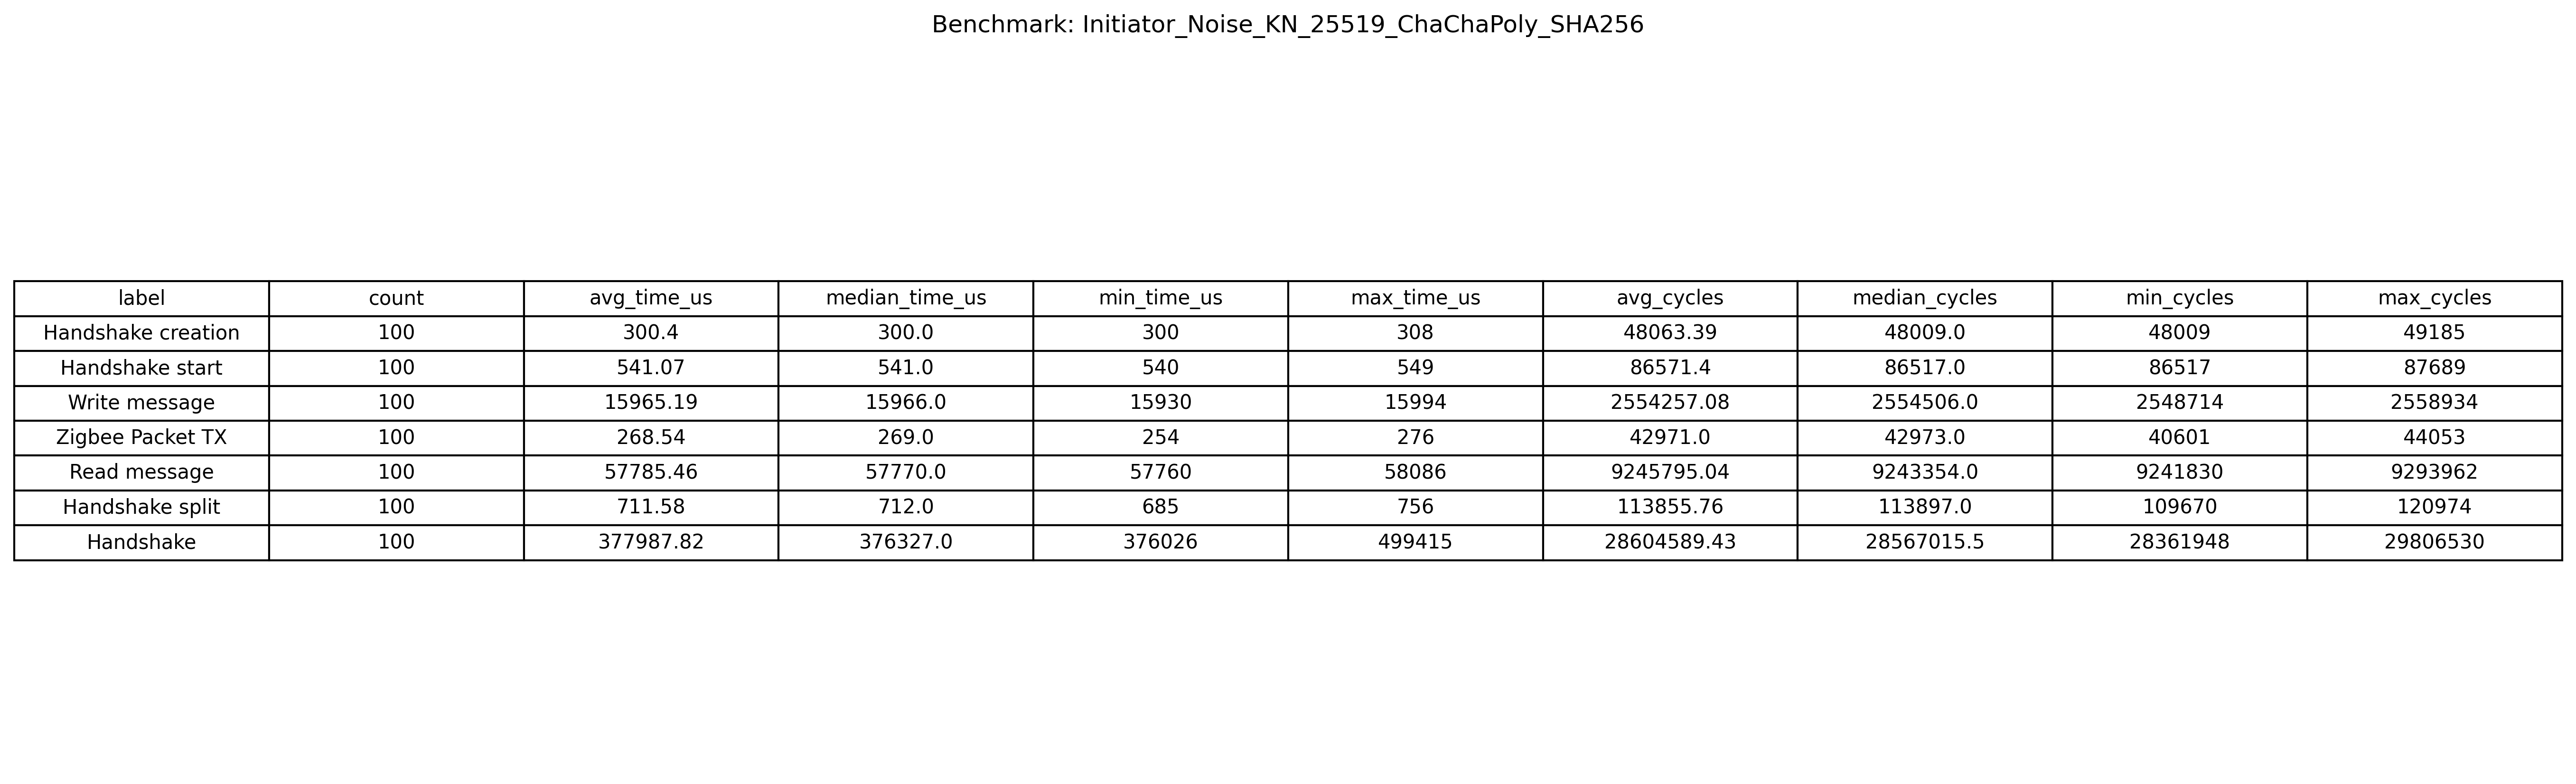 Benchmark: Initiator_Noise_KN_25519_ChaChaPoly_SHA256
label count avg_time_us median_time_us min_time_us max_time_us avg_cycles median_cycles min_cycles max_cycles
Handshake creation 100 300.4 300.0 300 308 48063.39 48009.0 48009 49185
Handshake start 100 541.07 541.0 540 549 86571.4 86517.0 86517 87689
Write message 100 15965.19 15966.0 15930 15994 2554257.08 2554506.0 2548714 2558934
Zigbee Packet TX 100 268.54 269.0 254 276 42971.0 42973.0 40601 44053
Read message 100 57785.46 57770.0 57760 58086 9245795.04 9243354.0 9241830 9293962
Handshake split 100 711.58 712.0 685 756 113855.76 113897.0 109670 120974
Handshake 100 377987.82 376327.0 376026 499415 28604589.43 28567015.5 28361948 29806530